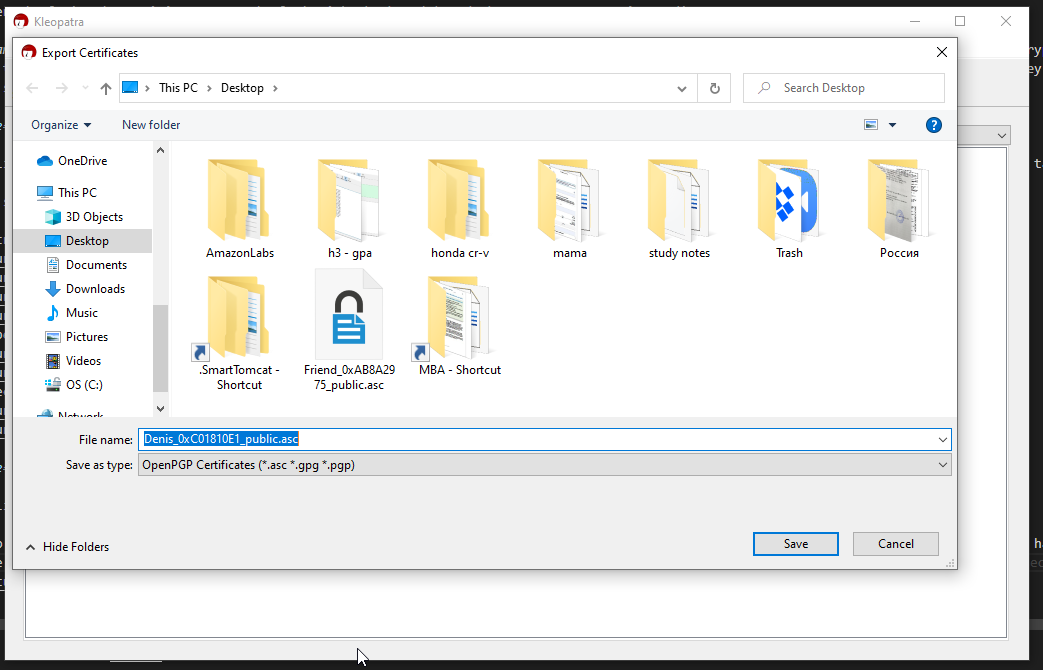 Kleopatra
Export Certificates
This PC > Desktop >
Search Desktop
Organize
New folder
OneDrive
This PC
3D Objects
Desktop
Documents
Downloads
Music
Pictures
Videos
OS (C:)
Network
AmazonLabs
h3 - gpa
honda cr-v
mama
study notes
Trash
Россия
.SmartTomcat -
Shortcut
Friend_0xAB8A29
75_public.asc
MBA - Shortcut
File name:
Denis_0xC01810E1_public.asc
Save as type:
OpenPGP Certificates (*.asc *.gpg *.pgp)
Hide Folders
Save
Cancel